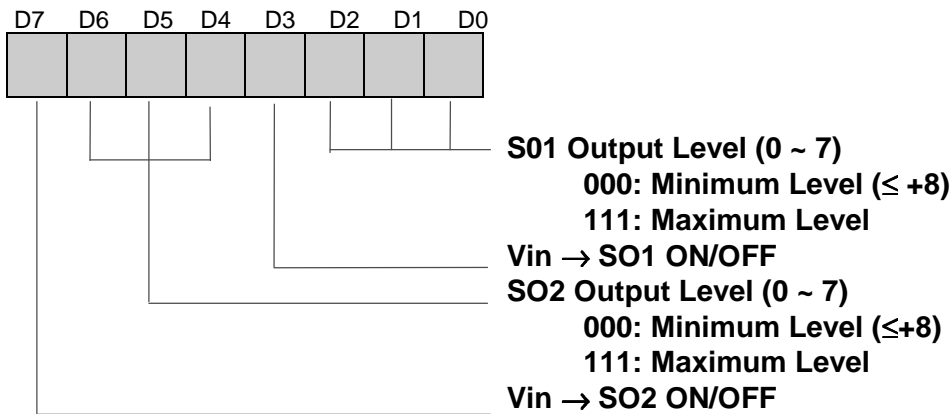 D7 D6 D5 D4 D3 D2 D1 D0
S01 Output Level (0 ~ 7)
000: Minimum Level (≤ +8)
111: Maximum Level
Vin → SO1 ON/OFF
SO2 Output Level (0 ~ 7)
000: Minimum Level (≤+8)
111: Maximum Level
Vin → SO2 ON/OFF